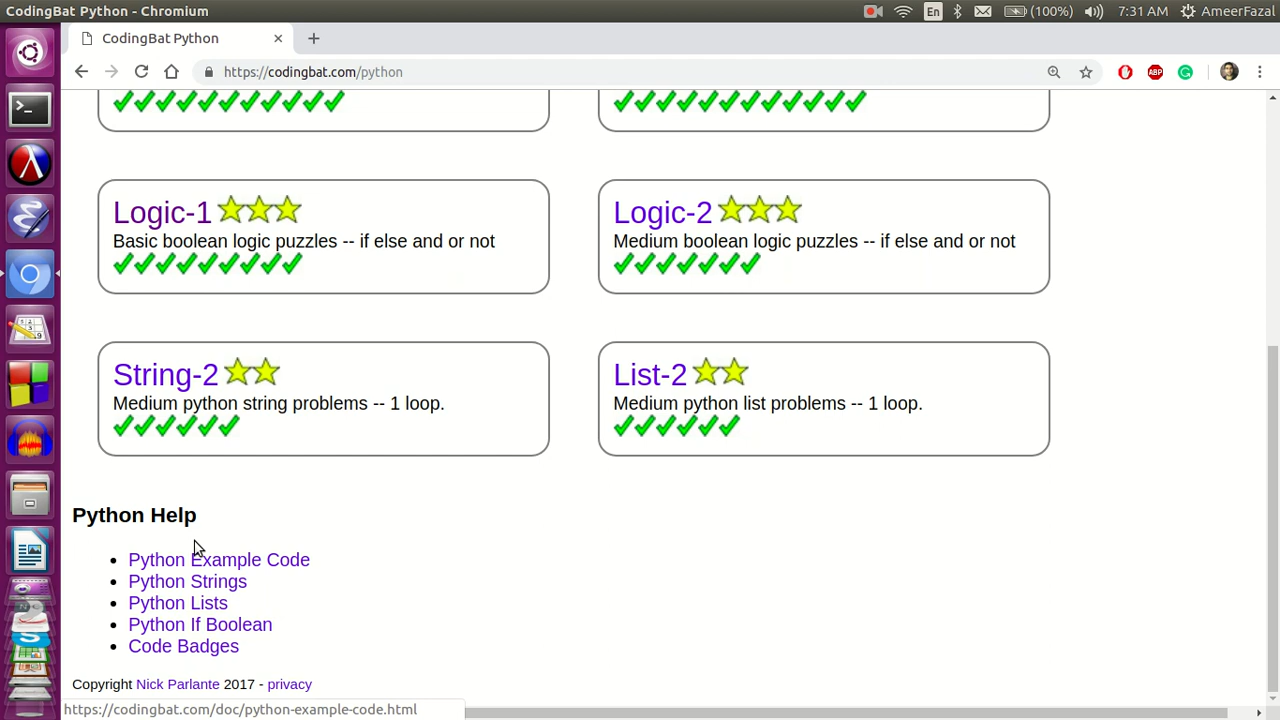 CodingBat Python - Chromium
En
(100%)
7:31 AM
AmeerFazal
CodingBat Python
https://codingbat.com/python
ABP
Logic-1
Basic boolean logic puzzles -- if else and or not
Logic-2
Medium boolean logic puzzles -- if else and or not
String-2
Medium python string problems -- 1 loop.
List-2
Medium python list problems -- 1 loop.
Python Help
Python Example Code
Python Strings
Python Lists
Python If Boolean
Code Badges
Copyright Nick Parlante 2017 - privacy
https://codingbat.com/doc/python-example-code.html